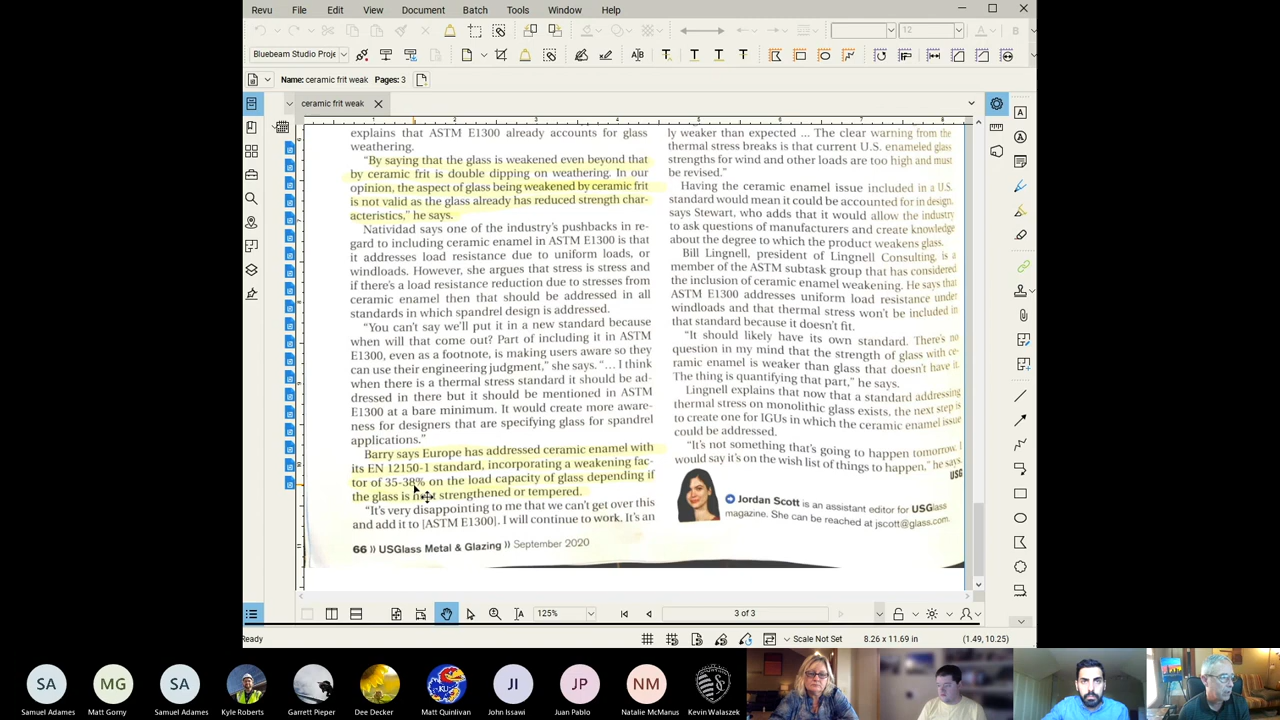 Revu File Edit View Document Batch Tools Window Help
12
Bluebeam Studio Proje
Name: ceramic frit weak Pages: 3
ceramic frit weak
explains that ASTM E1300 already accounts for glass
weathering.
"By saying that the glass is weakened even beyond that
by ceramic frit is double dipping on weathering. In our
opinion, the aspect of glass being weakened by ceramic frit
is not valid as the glass already has reduced strength char-
acteristics," he says.
Natividad says one of the industry's pushbacks in re-
gard to including ceramic enamel in ASTM E1300 is that
it addresses load resistance due to uniform loads, or
windloads. However, she argues that stress is stress and
if there's a load resistance reduction due to stresses from
ceramic enamel then that should be addressed in all
standards in which spandrel design is addressed.
"You can't say we'll put it in a new standard because
when will that come out? Part of including it in ASTM
E1300, even as a footnote, is making users aware so they
can use their engineering judgment," she says. "... I think
when there is a thermal stress standard it should be ad-
dressed in there but it should be mentioned in ASTM
E1300 at a bare minimum. It would create more aware-
ness for designers that are specifying glass for spandrel
applications."
Barry says Europe has addressed ceramic enamel with
its EN 12150-1 standard, incorporating a weakening fac-
tor of 35-38% on the load capacity of glass depending if
the glass is heat strengthened or tempered.
"It's very disappointing to me that we can't get over this
and add it to [ASTM E1300]. I will continue to work. It's an
66 )) USGlass Metal & Glazing )) September 2020
ly weaker than expected ... The clear warning from the
thermal stress breaks is that current U.S. enameled glass
strengths for wind and other loads are too high and must
be revised."
Having the ceramic enamel issue included in a U.S.
standard would mean it could be accounted for in design,
says Stewart, who adds that it would allow the industry
to ask questions of manufacturers and create knowledge
about the degree to which the product weakens glass.
Bill Lingnell, president of Lingnell Consulting, is a
member of the ASTM subtask group that has considered
the inclusion of ceramic enamel weakening. He says that
ASTM E1300 addresses uniform load resistance under
windloads and that thermal stress won't be included in
that standard because it doesn't fit.
"It should likely have its own standard. There's no
question in my mind that the strength of glass with ce-
ramic enamel is weaker than glass that doesn't have it.
The thing is quantifying that part," he says.
Lingnell explains that now that a standard addressing
thermal stress on monolithic glass exists, the next step is
to create one for IGUs in which the ceramic enamel issue
could be addressed.
"It's not something that's going to happen tomorrow. I
would say it's on the wish list of things to happen," he says.
USG
Jordan Scott is an assistant editor for USGlass
magazine. She can be reached at jscott@glass.com.
125% 3 of 3
Ready Scale Not Set 8.26 x 11.69 in (1.49, 10.25)
SA MG SA JI JP NM
Samuel Adames Matt Gorny Samuel Adames Kyle Roberts Garrett Pieper Dee Decker Matt Quinlivan John Issawi Juan Pablo Natalie McManus Kevin Walaszek